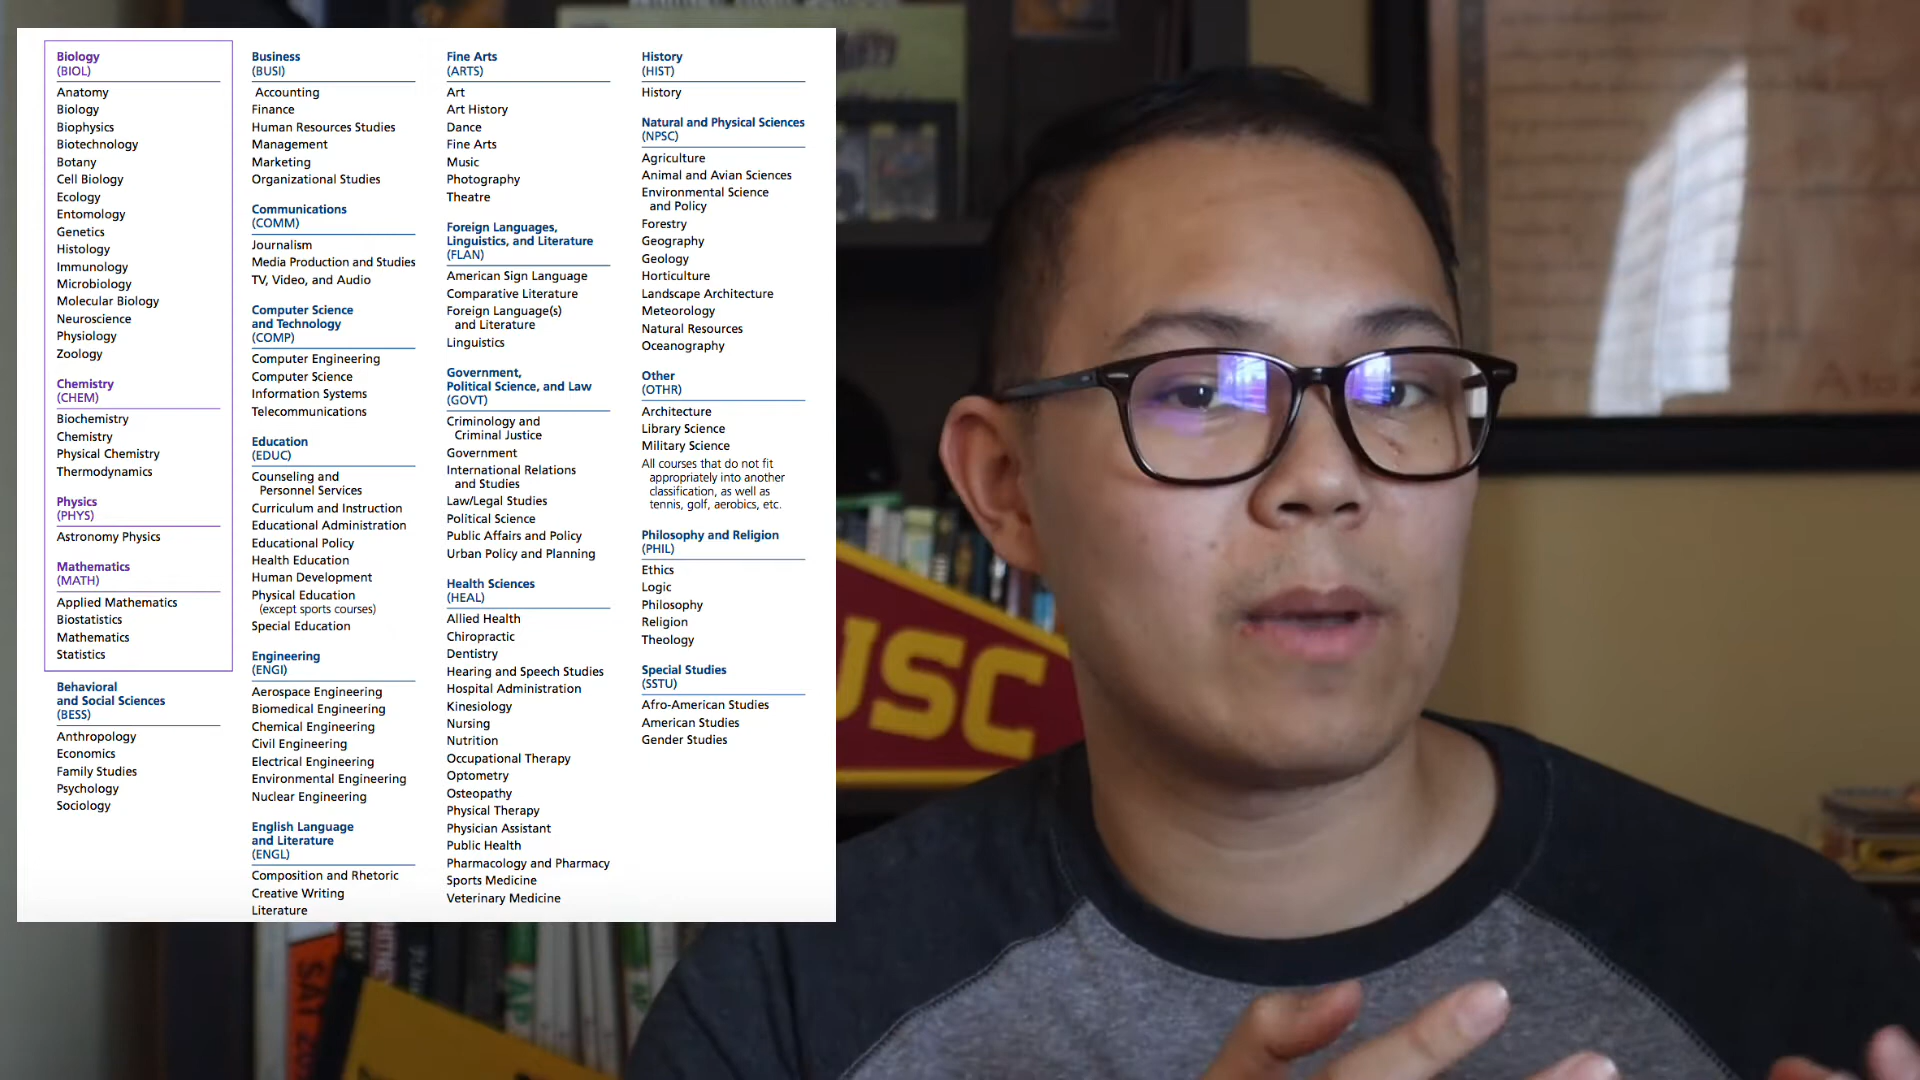 Biology
(BIOL)
Anatomy
Biology
Biophysics
Biotechnology
Botany
Cell Biology
Ecology
Entomology
Genetics
Histology
Immunology
Microbiology
Molecular Biology
Neuroscience
Physiology
Zoology
Chemistry
(CHEM)
Biochemistry
Chemistry
Physical Chemistry
Thermodynamics
Physics
(PHYS)
Astronomy Physics
Mathematics
(MATH)
Applied Mathematics
Biostatistics
Mathematics
Statistics
Behavioral
and Social Sciences
(BESS)
Anthropology
Economics
Family Studies
Psychology
Sociology
Business
(BUSI)
Accounting
Finance
Human Resources Studies
Management
Marketing
Organizational Studies
Communications
(COMM)
Journalism
Media Production and Studies
TV, Video, and Audio
Computer Science
and Technology
(COMP)
Computer Engineering
Computer Science
Information Systems
Telecommunications
Education
(EDUC)
Counseling and
Personnel Services
Curriculum and Instruction
Educational Administration
Educational Policy
Health Education
Human Development
Physical Education
(except sports courses)
Special Education
Engineering
(ENGI)
Aerospace Engineering
Biomedical Engineering
Chemical Engineering
Civil Engineering
Electrical Engineering
Environmental Engineering
Nuclear Engineering
English Language
and Literature
(ENGL)
Composition and Rhetoric
Creative Writing
Literature
Fine Arts
(ARTS)
Art
Art History
Dance
Fine Arts
Music
Photography
Theatre
Foreign Languages,
Linguistics, and Literature
(FLAN)
American Sign Language
Comparative Literature
Foreign Language(s)
and Literature
Linguistics
Government,
Political Science, and Law
(GOVT)
Criminology and
Criminal Justice
Government
International Relations
and Studies
Law/Legal Studies
Political Science
Public Affairs and Policy
Urban Policy and Planning
Health Sciences
(HEAL)
Allied Health
Chiropractic
Dentistry
Hearing and Speech Studies
Hospital Administration
Kinesiology
Nursing
Nutrition
Occupational Therapy
Optometry
Osteopathy
Physical Therapy
Physician Assistant
Public Health
Pharmacology and Pharmacy
Sports Medicine
Veterinary Medicine
History
(HIST)
History
Natural and Physical Sciences
(NPSC)
Agriculture
Animal and Avian Sciences
Environmental Science
and Policy
Forestry
Geography
Geology
Horticulture
Landscape Architecture
Meteorology
Natural Resources
Oceanography
Other
(OTHR)
Architecture
Library Science
Military Science
All courses that do not fit
appropriately into another
classification, as well as
tennis, golf, aerobics, etc.
Philosophy and Religion
(PHIL)
Ethics
Logic
Philosophy
Religion
Theology
Special Studies
(SSTU)
Afro-American Studies
American Studies
Gender Studies
USC
SAT
AP
AP